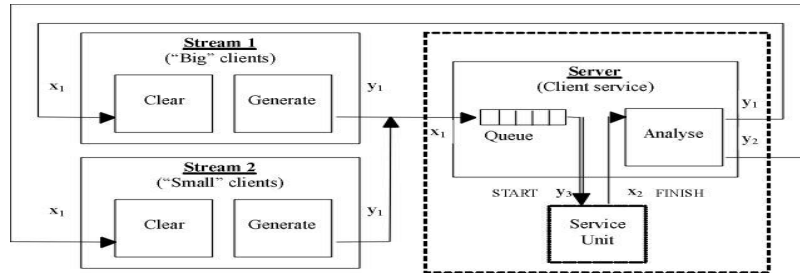 Stream 1
("Big" clients)
x1
Clear
Generate
y1
Stream 2
("Small" clients)
x1
Clear
Generate
y1
Server
(Client service)
x1
Queue
Analyse
y1
y2
START
y3
x2
FINISH
Service
Unit